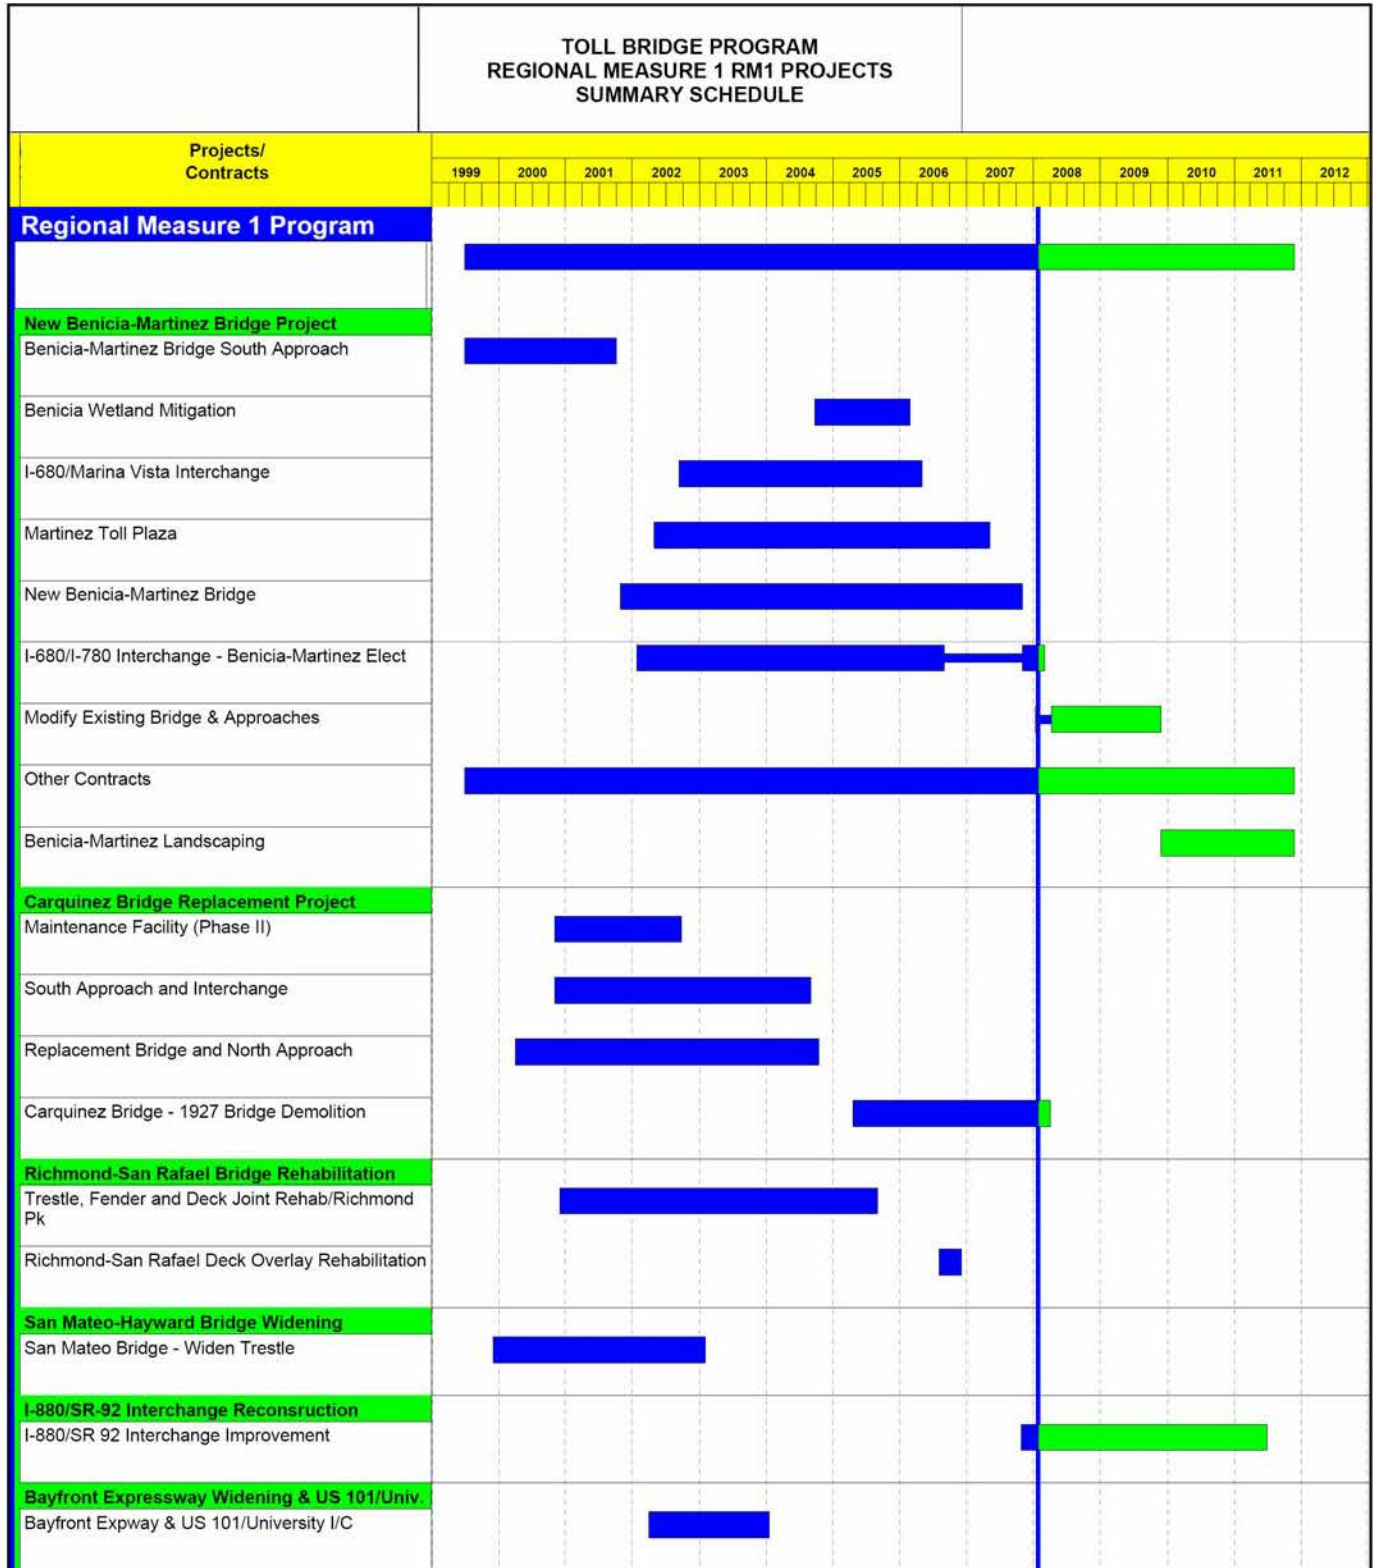 TOLL BRIDGE PROGRAM
REGIONAL MEASURE 1 RM1 PROJECTS
SUMMARY SCHEDULE
Projects/
Contracts
1999 2000 2001 2002 2003 2004 2005 2006 2007 2008 2009 2010 2011 2012
Regional Measure 1 Program
New Benicia-Martinez Bridge Project
Benicia-Martinez Bridge South Approach
Benicia Wetland Mitigation
I-680/Marina Vista Interchange
Martinez Toll Plaza
New Benicia-Martinez Bridge
I-680/I-780 Interchange - Benicia-Martinez Elect
Modify Existing Bridge & Approaches
Other Contracts
Benicia-Martinez Landscaping
Carquinez Bridge Replacement Project
Maintenance Facility (Phase II)
South Approach and Interchange
Replacement Bridge and North Approach
Carquinez Bridge - 1927 Bridge Demolition
Richmond-San Rafael Bridge Rehabilitation
Trestle, Fender and Deck Joint Rehab/Richmond
Pk
Richmond-San Rafael Deck Overlay Rehabilitation
San Mateo-Hayward Bridge Widening
San Mateo Bridge - Widen Trestle
I-880/SR-92 Interchange Reconsruction
I-880/SR 92 Interchange Improvement
Bayfront Expressway Widening & US 101/Univ.
Bayfront Expway & US 101/University I/C